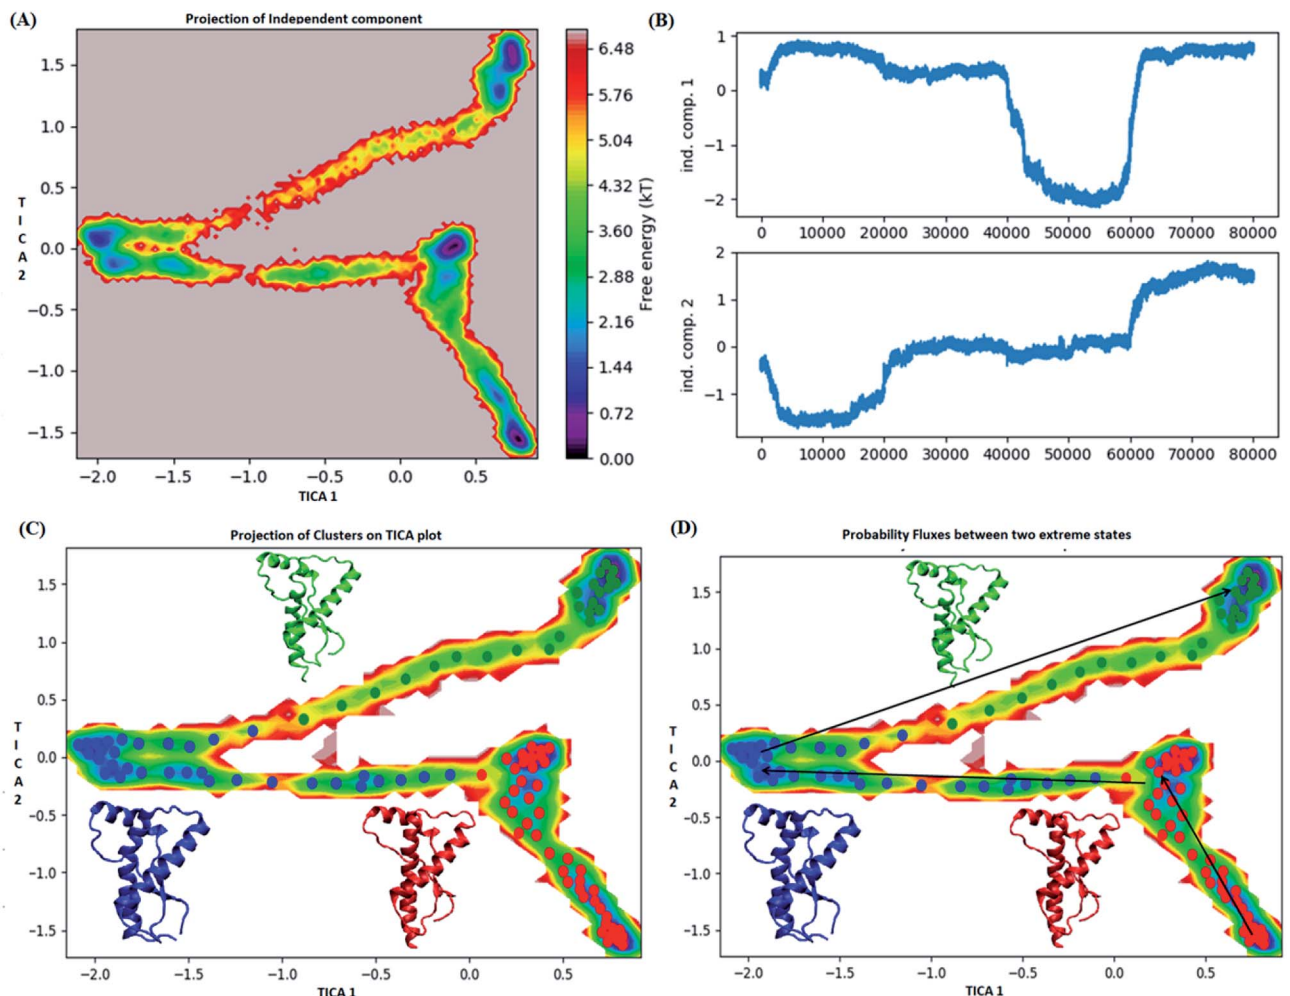 (A)
Projection of Independent component
1.5
1.0
0.5
0.0
−0.5
−1.0
−1.5
T
I
C
A
2
−2.0 −1.5 −1.0 −0.5 0.0 0.5
TICA 1
6.48
5.76
5.04
4.32
3.60
2.88
2.16
1.44
0.72
0.00
Free energy (kT)
(B)
1
0
−1
−2
ind. comp. 1
0 10000 20000 30000 40000 50000 60000 70000 80000
2
1
0
−1
ind. comp. 2
0 10000 20000 30000 40000 50000 60000 70000 80000
(C)
Projection of Clusters on TICA plot
1.5
1.0
0.5
0.0
−0.5
−1.0
−1.5
T
I
C
A
2
−2.0 −1.5 −1.0 −0.5 0.0 0.5
TICA 1
(D)
Probability Fluxes between two extreme states
1.5
1.0
0.5
0.0
−0.5
−1.0
−1.5
T
I
C
A
2
−2.0 −1.5 −1.0 −0.5 0.0 0.5
TICA 1